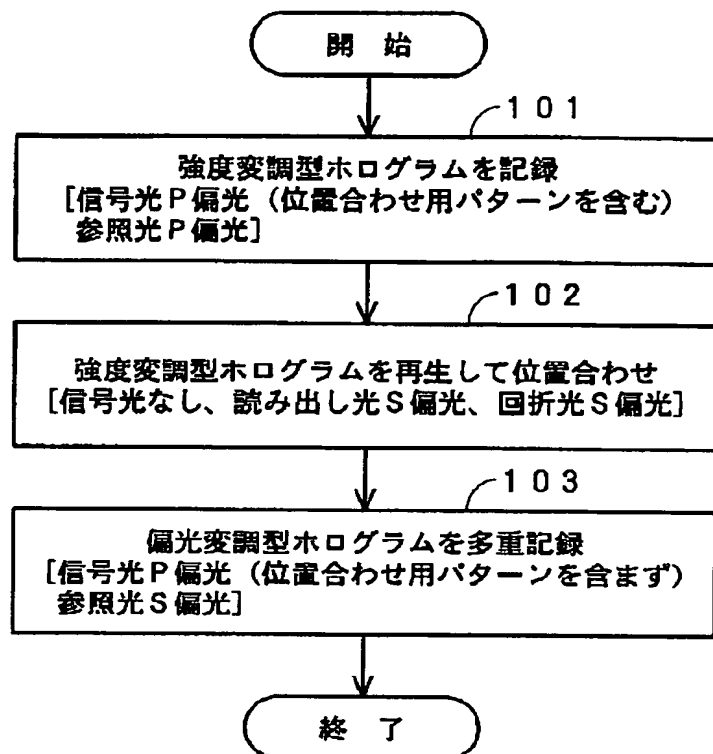 開 始
101
強度変調型ホログラムを記録
[信号光P偏光(位置合わせ用パターンを含む)
参照光P偏光]
102
強度変調型ホログラムを再生して位置合わせ
[信号光なし、読み出し光S偏光、回折光S偏光]
103
偏光変調型ホログラムを多重記録
[信号光P偏光(位置合わせ用パターンを含まず)
参照光S偏光]
終 了